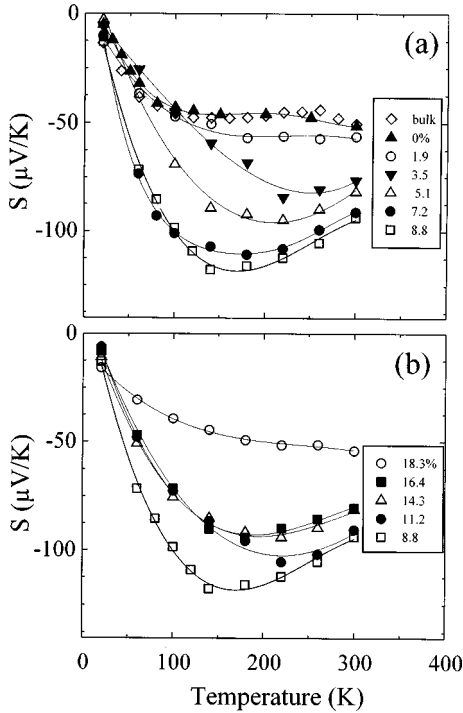 0
(a)
-50
-100
S (μV/K)
bulk
0%
1.9
3.5
5.1
7.2
8.8
0
(b)
-50
-100
S (μV/K)
18.3%
16.4
14.3
11.2
8.8
0 100 200 300 400
Temperature (K)